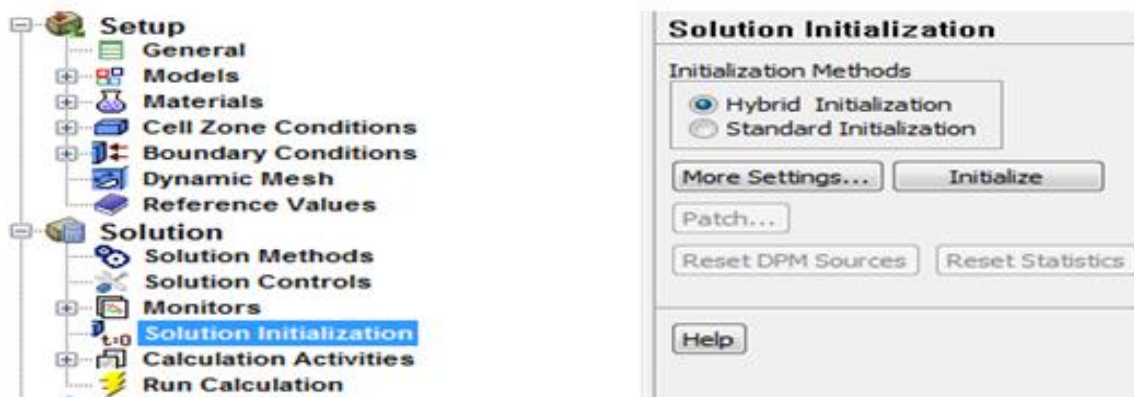 Setup
General
Models
Materials
Cell Zone Conditions
Boundary Conditions
Dynamic Mesh
Reference Values
Solution
Solution Methods
Solution Controls
Monitors
t=0 Solution Initialization
Calculation Activities
Run Calculation
Solution Initialization
Initialization Methods
Hybrid Initialization
Standard Initialization
More Settings... Initialize
Patch...
Reset DPM Sources Reset Statistics
Help